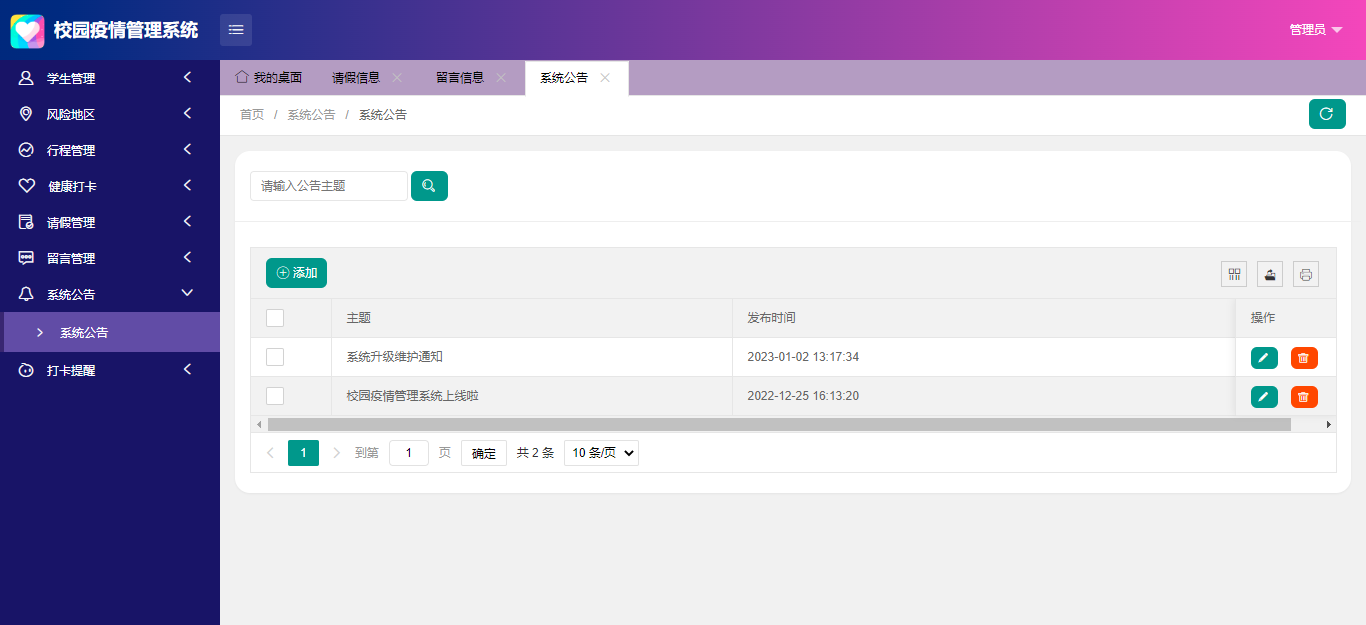 校园疫情管理系统
管理员
学生管理
风险地区
行程管理
健康打卡
请假管理
留言管理
系统公告
系统公告
打卡提醒
我的桌面 请假信息 留言信息 系统公告
首页 / 系统公告 / 系统公告
请输入公告主题
添加
主题 发布时间 操作
系统升级维护通知 2023-01-02 13:17:34
校园疫情管理系统上线啦 2022-12-25 16:13:20
1 到第 1 页 确定 共 2 条 10 条/页